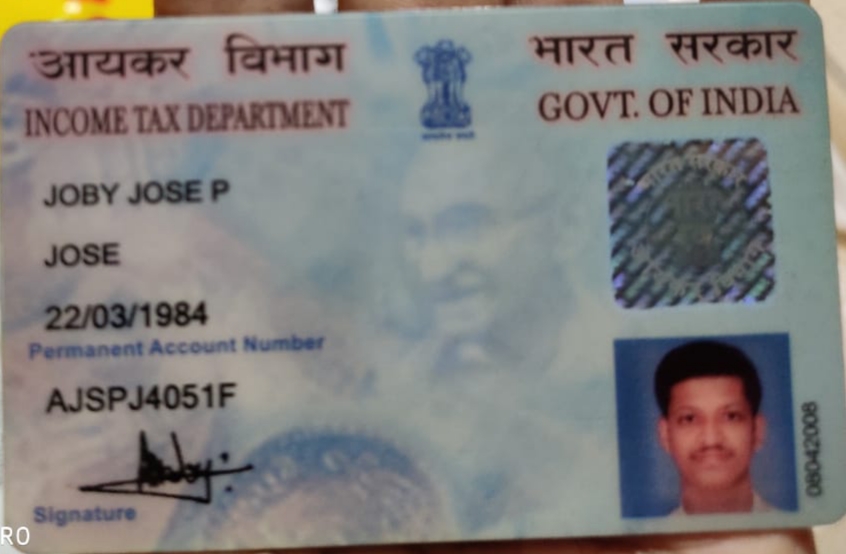 आयकर विभाग
INCOME TAX DEPARTMENT
भारत सरकार
GOVT. OF INDIA
JOBY JOSE P
JOSE
22/03/1984
Permanent Account Number
AJSPJ4051F
Signature
08042008
RO